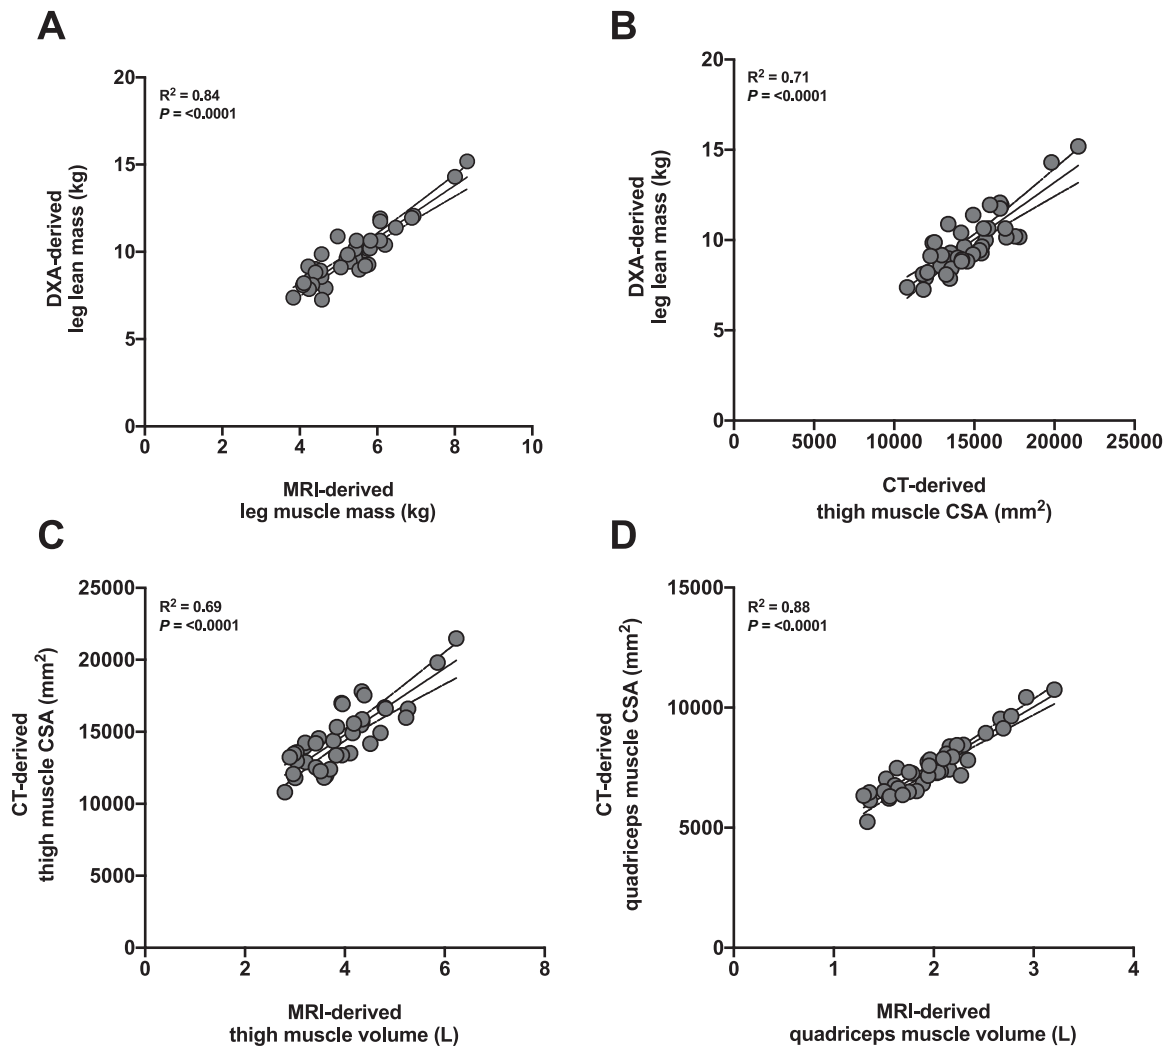 A
R² = 0.84
P = <0.0001
20
15
10
5
0
0 2 4 6 8 10
DXA-derived
leg lean mass (kg)
MRI-derived
leg muscle mass (kg)
B
R² = 0.71
P = <0.0001
20
15
10
5
0
0 5000 10000 15000 20000 25000
DXA-derived
leg lean mass (kg)
CT-derived
thigh muscle CSA (mm²)
C
R² = 0.69
P = <0.0001
25000
20000
15000
10000
5000
0
0 2 4 6 8
CT-derived
thigh muscle CSA (mm²)
MRI-derived
thigh muscle volume (L)
D
R² = 0.88
P = <0.0001
15000
10000
5000
0
0 1 2 3 4
CT-derived
quadriceps muscle CSA (mm²)
MRI-derived
quadriceps muscle volume (L)